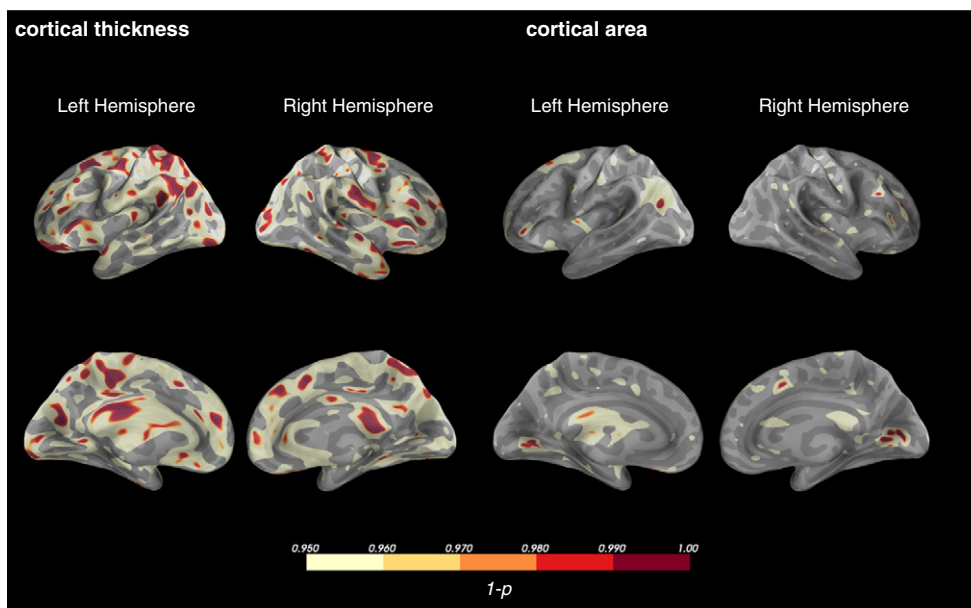 cortical thickness
cortical area
Left Hemisphere
Right Hemisphere
Left Hemisphere
Right Hemisphere
0.950 0.960 0.970 0.980 0.990 1.00
1-p